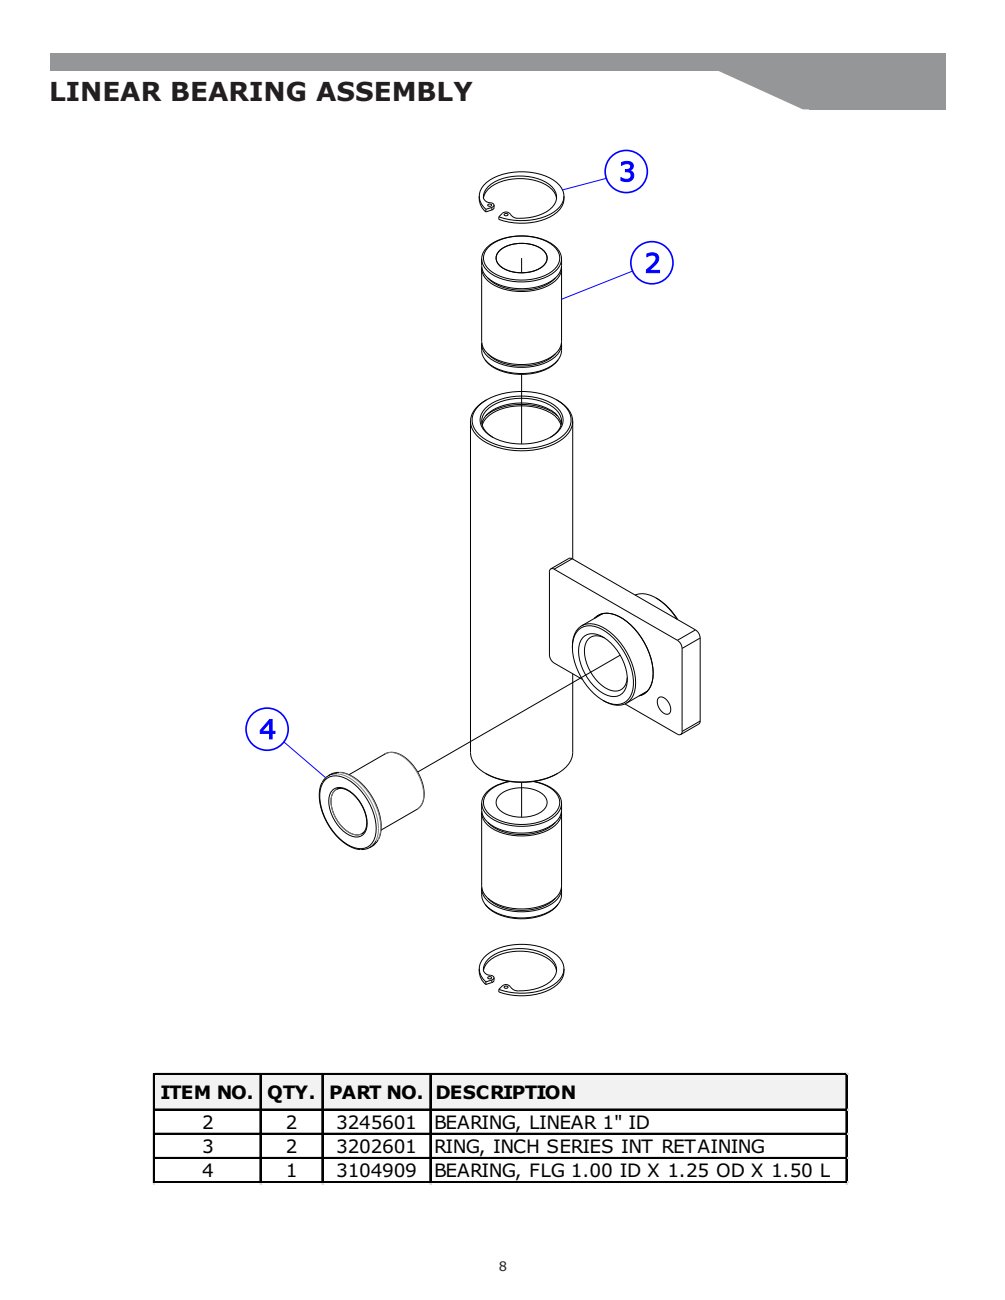 LINEAR BEARING ASSEMBLY
3
2
4
ITEM NO. QTY. PART NO. DESCRIPTION
2 2 3245601 BEARING, LINEAR 1" ID
3 2 3202601 RING, INCH SERIES INT RETAINING
4 1 3104909 BEARING, FLG 1.00 ID X 1.25 OD X 1.50 L
8